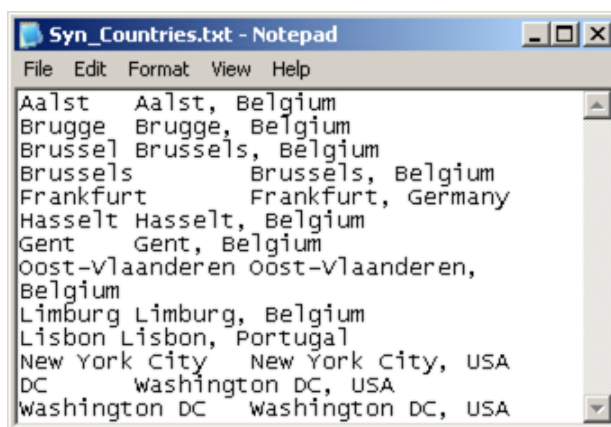 Syn_Countries.txt - Notepad
File Edit Format View Help
Aalst Aalst, Belgium
Brugge Brugge, Belgium
Brussel Brussels, Belgium
Brussels Brussels, Belgium
Frankfurt Frankfurt, Germany
Hasselt Hasselt, Belgium
Gent Gent, Belgium
Oost-Vlaanderen Oost-Vlaanderen,
Belgium
Limburg Limburg, Belgium
Lisbon Lisbon, Portugal
New York City New York City, USA
DC Washington DC, USA
Washington DC Washington DC, USA